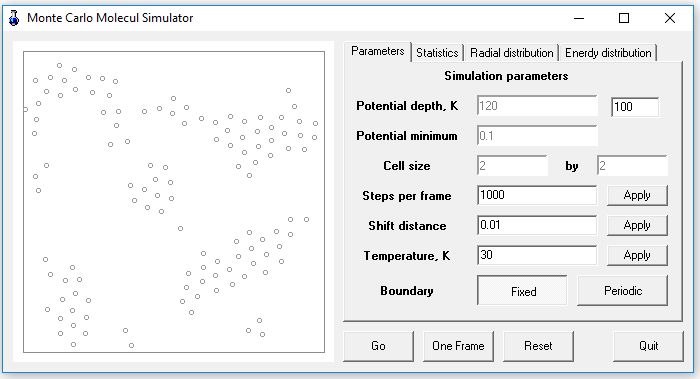 Monte Carlo Molecul Simulator
Parameters Statistics Radial distribution Enerdy distribution
Simulation parameters
Potential depth, K 120 100
Potential minimum 0.1
Cell size 2 by 2
Steps per frame 1000 Apply
Shift distance 0.01 Apply
Temperature, K 30 Apply
Boundary Fixed Periodic
Go One Frame Reset Quit